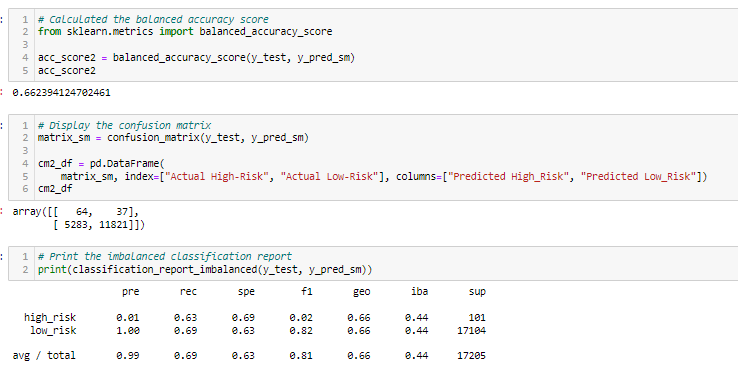 : 1 # Calculated the balanced accuracy score
2 from sklearn.metrics import balanced_accuracy_score
3
4 acc_score2 = balanced_accuracy_score(y_test, y_pred_sm)
5 acc_score2
: 0.662394124702461
: 1 # Display the confusion matrix
2 matrix_sm = confusion_matrix(y_test, y_pred_sm)
3
4 cm2_df = pd.DataFrame(
5     matrix_sm, index=["Actual High-Risk", "Actual Low-Risk"], columns=["Predicted High_Risk", "Predicted Low_Risk"])
6 cm2_df
: array([[   64,    37],
       [ 5283, 11821]])
: 1 # Print the imbalanced classification report
2 print(classification_report_imbalanced(y_test, y_pred_sm))
pre rec spe f1 geo iba sup
high_risk 0.01 0.63 0.69 0.02 0.66 0.44 101
low_risk 1.00 0.69 0.63 0.82 0.66 0.44 17104
avg / total 0.99 0.69 0.63 0.81 0.66 0.44 17205